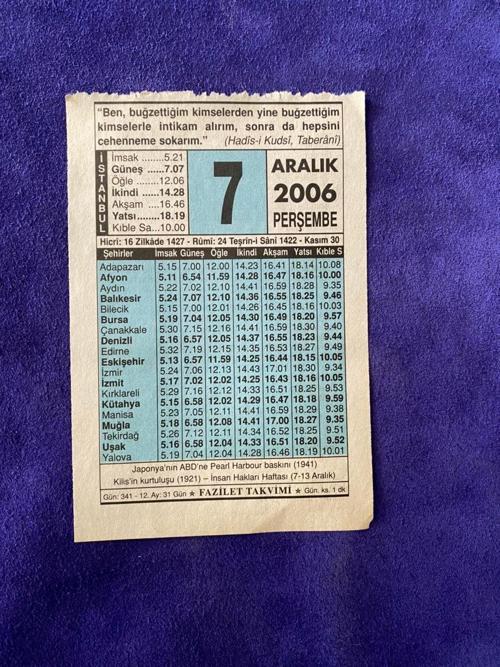 “Ben, buğzettiğim kimselerden yine buğzettiğim
kimselerle intikam alırım, sonra da hepsini
cehenneme sokarım.” (Hadîs-i Kudsî, Taberânî)
İSTANBUL
İmsak ........5.21
Güneş ......7.07
Öğle ........12.06
İkindi ......14.28
Akşam ....16.46
Yatsı........18.19
Kıble Sa...10.00
7
ARALIK
2006
PERŞEMBE
Hicrî: 16 Zilkâde 1427 - Rûmî: 24 Teşrîn-i Sânî 1422 - Kasım 30
Şehirler İmsak Güneş Öğle İkindi Akşam Yatsı Kıble S
Adapazarı 5.15 7.00 12.00 14.23 16.41 18.14 10.08
Afyon 5.11 6.54 11.59 14.28 16.47 18.16 10.00
Aydın 5.22 7.02 12.10 14.41 16.59 18.28 9.35
Balıkesir 5.24 7.07 12.10 14.36 16.55 18.25 9.46
Bilecik 5.15 7.00 12.01 14.26 16.45 18.16 10.03
Bursa 5.19 7.04 12.05 14.30 16.49 18.20 9.57
Çanakkale 5.30 7.15 12.16 14.41 16.59 18.30 9.40
Denizli 5.16 6.57 12.05 14.37 16.55 18.23 9.44
Edirne 5.32 7.19 12.15 14.35 16.53 18.27 9.49
Eskişehir 5.13 6.57 11.59 14.25 16.44 18.15 10.05
İzmir 5.24 7.06 12.13 14.43 17.01 18.30 9.34
İzmit 5.17 7.02 12.02 14.25 16.43 18.16 10.05
Kırklareli 5.29 7.16 12.12 14.33 16.51 18.25 9.53
Kütahya 5.15 6.58 12.02 14.29 16.47 18.18 9.59
Manisa 5.23 7.05 12.11 14.41 16.59 18.29 9.38
Muğla 5.18 6.58 12.08 14.41 17.00 18.27 9.35
Tekirdağ 5.26 7.12 12.11 14.34 16.52 18.25 9.51
Uşak 5.16 6.58 12.04 14.33 16.51 18.20 9.52
Yalova 5.19 7.04 12.04 14.28 16.46 18.19 10.01
Japonya'nın ABD'ne Pearl Harbour baskını (1941)
Kilis'in kurtuluşu (1921) – İnsan Hakları Haftası (7-13 Aralık)
Gün: 341 - 12. Ay: 31 Gün ★ FAZİLET TAKVİMİ ★ Gün. ks. 1 dk